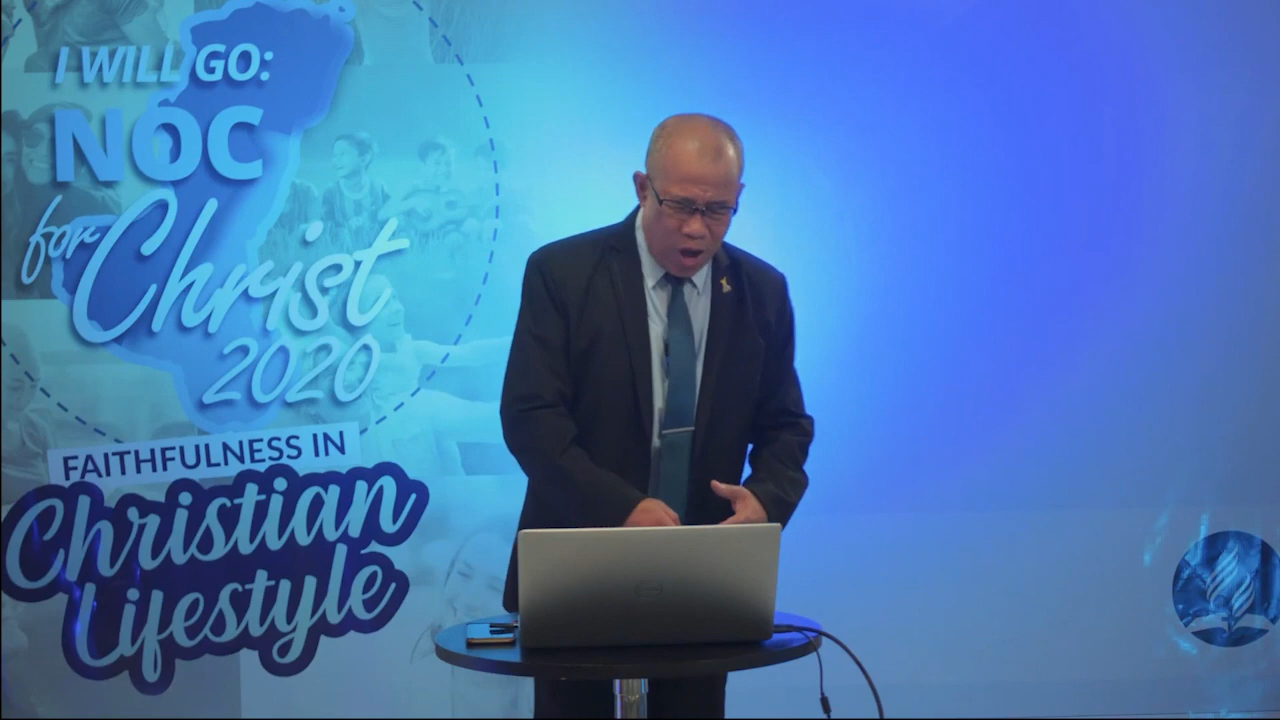 I WILL GO:
NOC
for Christ
2020
FAITHFULNESS IN
Christian
Lifestyle